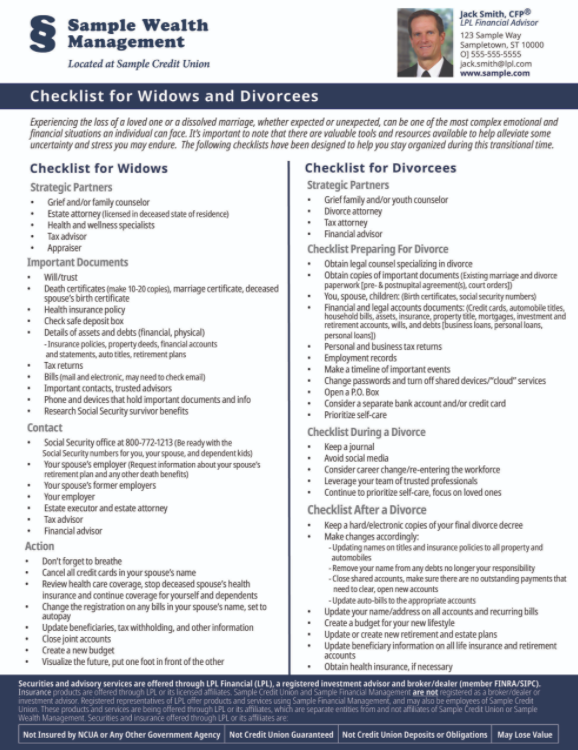 Sample Wealth
Management
Located at Sample Credit Union
Jack Smith, CFP®
LPL Financial Advisor
123 Sample Way
Sampletown, ST 10000
O] 555-555-5555
jack.smith@lpl.com
www.sample.com
Checklist for Widows and Divorcees
Experiencing the loss of a loved one or a dissolved marriage, whether expected or unexpected, can be one of the most complex emotional and
financial situations an individual can face. It's important to note that there are valuable tools and resources available to help alleviate some
uncertainty and stress you may endure. The following checklists have been designed to help you stay organized during this transitional time.
Checklist for Widows
Strategic Partners
• Grief and/or family counselor
• Estate attorney (licensed in deceased state of residence)
• Health and wellness specialists
• Tax advisor
• Appraiser
Important Documents
• Will/trust
• Death certificates (make 10-20 copies), marriage certificate, deceased
spouse's birth certificate
• Health insurance policy
• Check safe deposit box
• Details of assets and debts (financial, physical)
- Insurance policies, property deeds, financial accounts
and statements, auto titles, retirement plans
• Tax returns
• Bills (mail and electronic, may need to check email)
• Important contacts, trusted advisors
• Phone and devices that hold important documents and info
• Research Social Security survivor benefits
Contact
• Social Security office at 800-772-1213 (Be ready with the
Social Security numbers for you, your spouse, and dependent kids)
• Your spouse's employer (Request information about your spouse's
retirement plan and any other death benefits)
• Your spouse's former employers
• Your employer
• Estate executor and estate attorney
• Tax advisor
• Financial advisor
Action
• Don't forget to breathe
• Cancel all credit cards in your spouse's name
• Review health care coverage, stop deceased spouse's health
insurance and continue coverage for yourself and dependents
• Change the registration on any bills in your spouse's name, set to
autopay
• Update beneficiaries, tax withholding, and other information
• Close joint accounts
• Create a new budget
• Visualize the future, put one foot in front of the other
Checklist for Divorcees
Strategic Partners
• Grief family and/or youth counselor
• Divorce attorney
• Tax attorney
• Financial advisor
Checklist Preparing For Divorce
• Obtain legal counsel specializing in divorce
• Obtain copies of important documents (Existing marriage and divorce
paperwork [pre- & postnupital agreement(s), court orders])
• You, spouse, children: (Birth certificates, social security numbers)
• Financial and legal accounts documents: (Credit cards, automobile titles,
household bills, assets, insurance, property title, mortgages, investment and
retirement accounts, wills, and debts [business loans, personal loans,
personal loans])
• Personal and business tax returns
• Employment records
• Make a timeline of important events
• Change passwords and turn off shared devices/"cloud" services
• Open a P.O. Box
• Consider a separate bank account and/or credit card
• Prioritize self-care
Checklist During a Divorce
• Keep a journal
• Avoid social media
• Consider career change/re-entering the workforce
• Leverage your team of trusted professionals
• Continue to prioritize self-care, focus on loved ones
Checklist After a Divorce
• Keep a hard/electronic copies of your final divorce decree
• Make changes accordingly:
- Updating names on titles and insurance policies to all property and
automobiles
- Remove your name from any debts no longer your responsibility
- Close shared accounts, make sure there are no outstanding payments that
need to clear, open new accounts
- Update auto-bills to the appropriate accounts
• Update your name/address on all accounts and recurring bills
• Create a budget for your new lifestyle
• Update or create new retirement and estate plans
• Update beneficiary information on all life insurance and retirement
accounts
• Obtain health insurance, if necessary
Securities and advisory services are offered through LPL Financial (LPL), a registered investment advisor and broker/dealer (member FINRA/SIPC).
Insurance products are offered through LPL or its licensed affiliates. Sample Credit Union and Sample Financial Management are not registered as a broker/dealer or
investment advisor. Registered representatives of LPL offer products and services using Sample Financial Management, and may also be employees of Sample Credit
Union. These products and services are being offered through LPL or its affiliates, which are separate entities from and not affiliates of Sample Credit Union or Sample
Wealth Management. Securities and insurance offered through LPL or its affiliates are:
Not Insured by NCUA or Any Other Government Agency
Not Credit Union Guaranteed
Not Credit Union Deposits or Obligations
May Lose Value